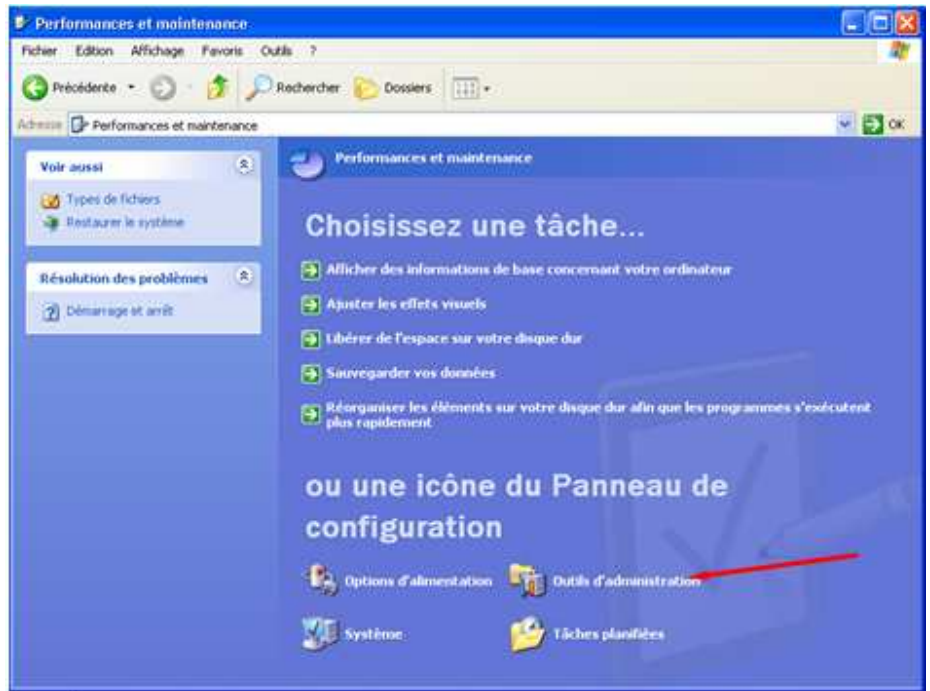 Performances et maintenance
Fichier Edition Affichage Favoris Outils ?
Précédente Rechercher Dossiers
Adresse Performances et maintenance OK
Voir aussi
Types de fichiers
Restaurer le système
Résolution des problèmes
Démarrage et arrêt
Performances et maintenance
Choisissez une tâche...
Afficher des informations de base concernant votre ordinateur
Ajuster les effets visuels
Libérer de l'espace sur votre disque dur
Sauvegarder vos données
Réorganiser les éléments sur votre disque dur afin que les programmes s'exécutent
plus rapidement
ou une icône du Panneau de
configuration
Options d'alimentation Outils d'administration
Système Tâches planifiées